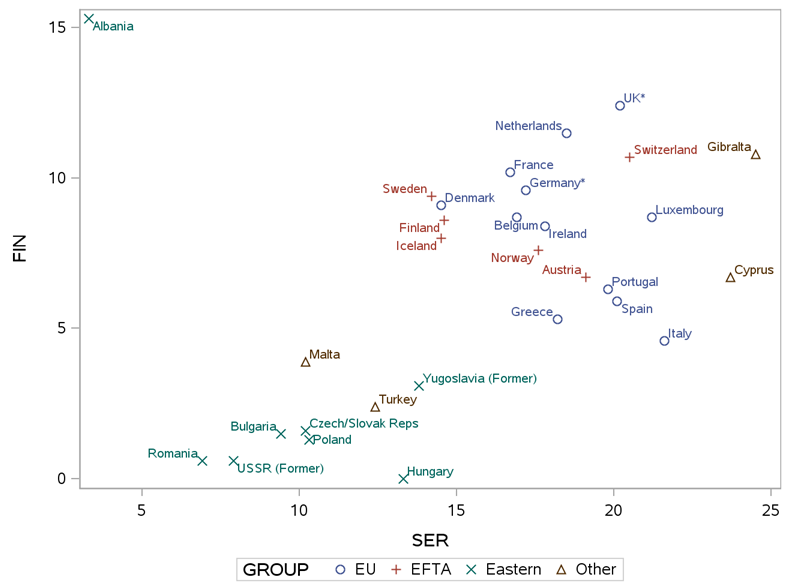 15
Albania
UK*
Netherlands
Switzerland
Gibralta
10
France
Germany*
Sweden
Denmark
Luxembourg
Finland
Belgium
Ireland
Iceland
Norway
Austria
Cyprus
FIN
Portugal
Spain
Greece
5
Italy
Malta
Yugoslavia (Former)
Turkey
Bulgaria
Czech/Slovak Reps
Poland
Romania
USSR (Former)
Hungary
0
5 10 15 20 25
SER
GROUP EU EFTA Eastern Other